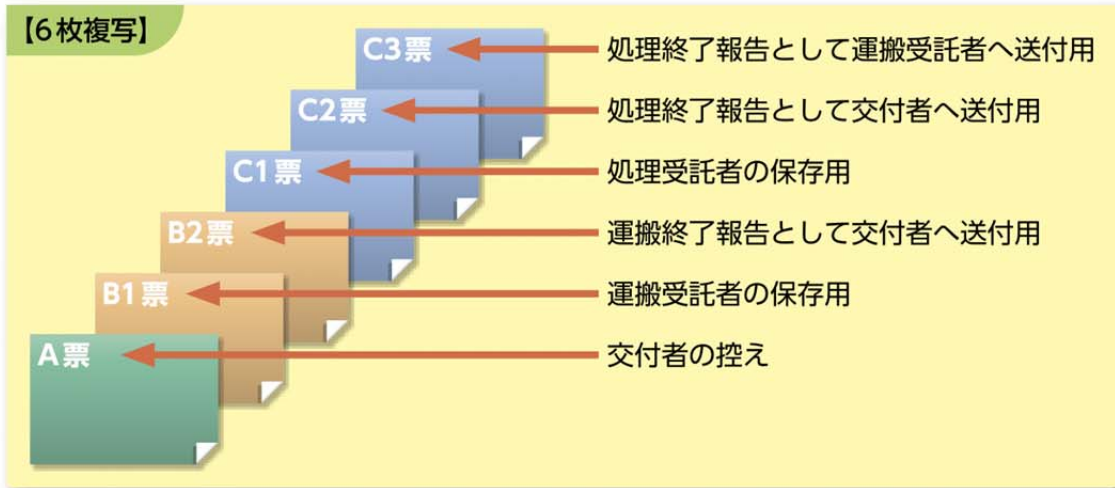 【6枚複写】
C3票 処理終了報告として運搬受託者へ送付用
C2票 処理終了報告として交付者へ送付用
C1票 処理受託者の保存用
B2票 運搬終了報告として交付者へ送付用
B1票 運搬受託者の保存用
A票 交付者の控え